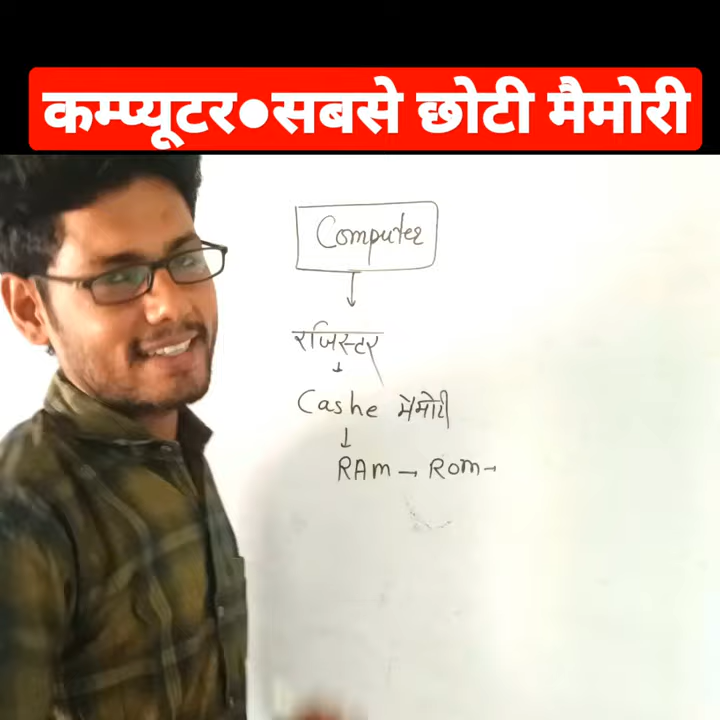 कम्प्यूटर●सबसे छोटी मैमोरी
Computer
रजिस्टर
Cashe मैमोरी
RAm → Rom →